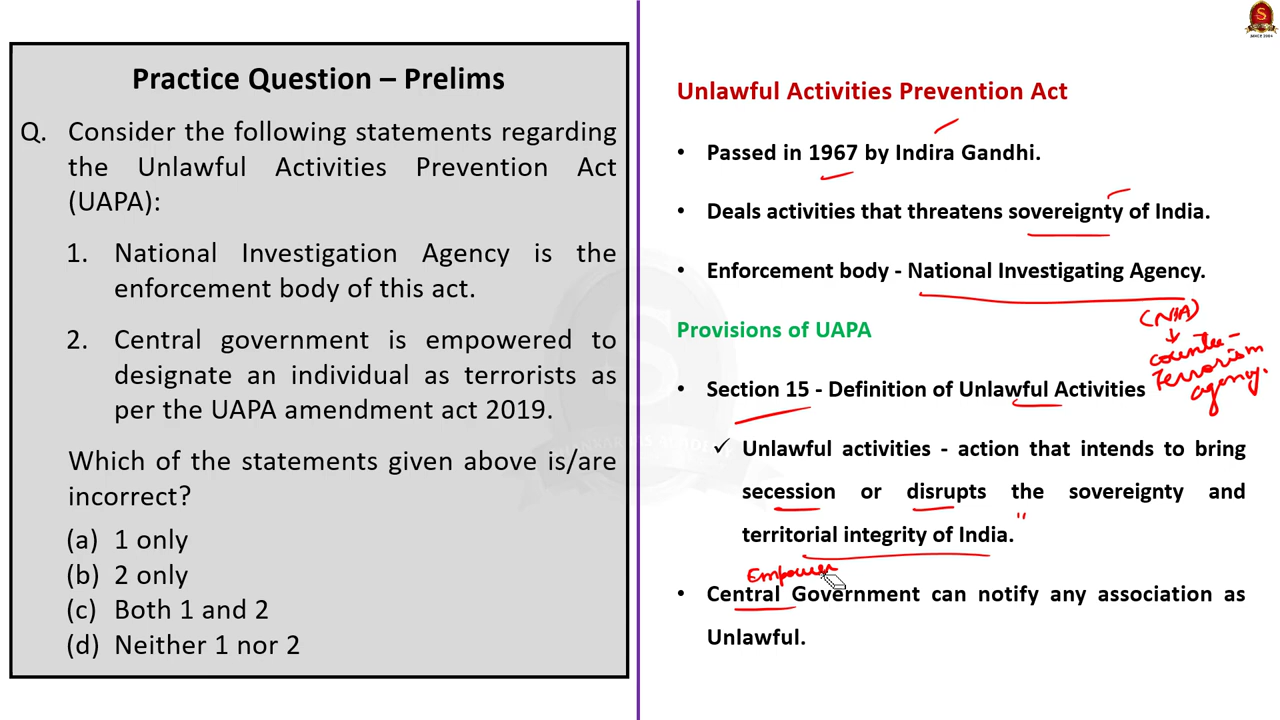 Practice Question – Prelims
Q. Consider the following statements regarding
the Unlawful Activities Prevention Act
(UAPA):
1. National Investigation Agency is the
enforcement body of this act.
2. Central government is empowered to
designate an individual as terrorists as
per the UAPA amendment act 2019.
Which of the statements given above is/are
incorrect?
(a) 1 only
(b) 2 only
(c) Both 1 and 2
(d) Neither 1 nor 2
S
SINCE 2004
Unlawful Activities Prevention Act
• Passed in 1967 by Indira Gandhi.
• Deals activities that threatens sovereignty of India.
• Enforcement body - National Investigating Agency.
(NIA)
Counter-
Terrorism
agency.
Provisions of UAPA
• Section 15 - Definition of Unlawful Activities
✓ Unlawful activities - action that intends to bring
secession or disrupts the sovereignty and
territorial integrity of India.
"
Empower
• Central Government can notify any association as
Unlawful.